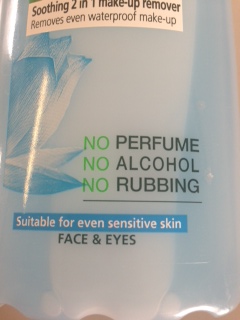 Soothing 2 in 1 make-up remover
Removes even waterproof make-up
NO PERFUME
NO ALCOHOL
NO RUBBING
Suitable for even sensitive skin
FACE & EYES